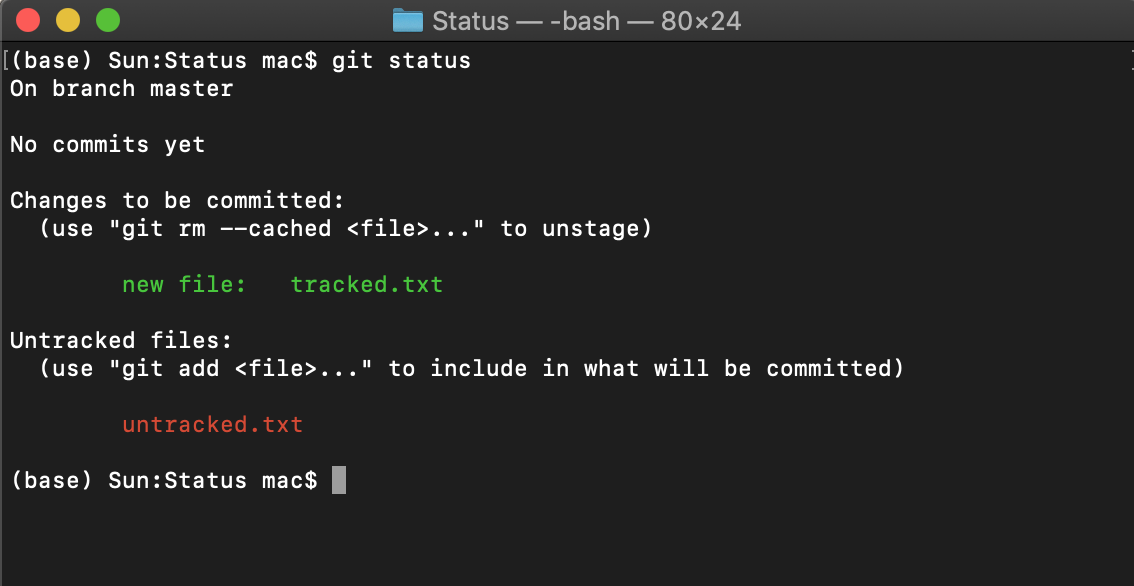 Status — -bash — 80×24
[(base) Sun:Status mac$ git status ]
On branch master
No commits yet
Changes to be committed:
  (use "git rm --cached <file>..." to unstage)
        new file:   tracked.txt
Untracked files:
  (use "git add <file>..." to include in what will be committed)
        untracked.txt
(base) Sun:Status mac$